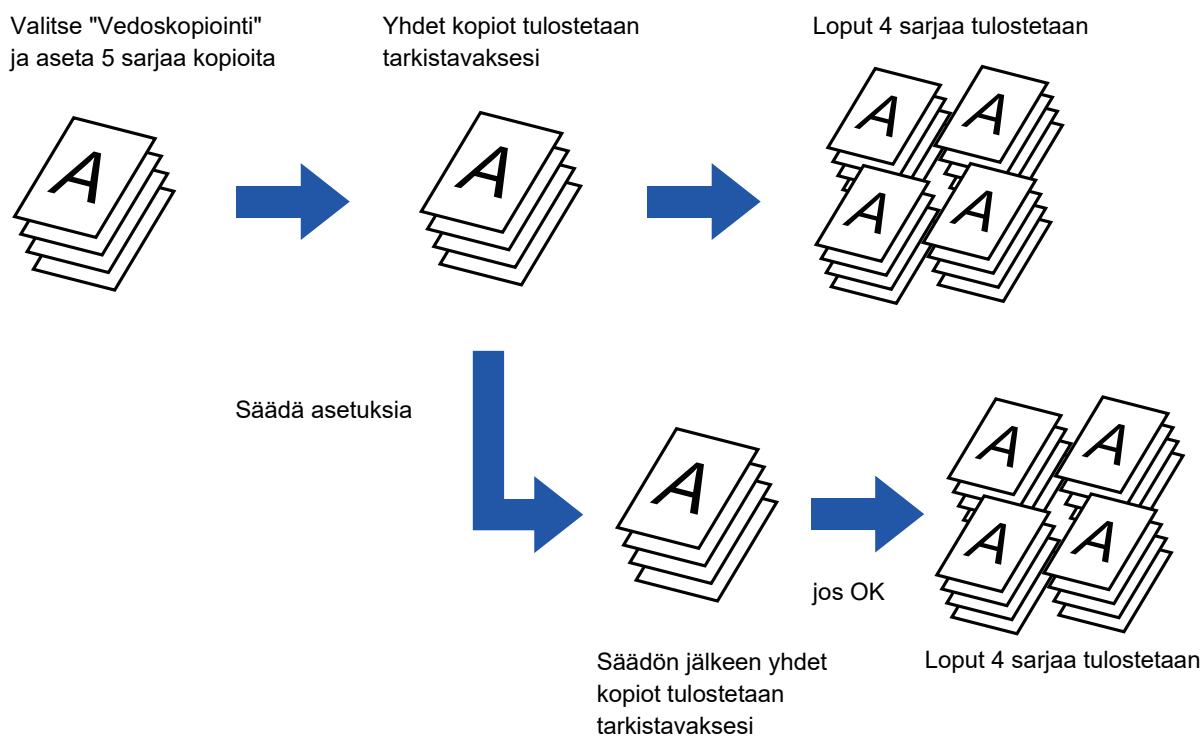 Valitse "Vedoskopiointi"
ja aseta 5 sarjaa kopioita
Yhdet kopiot tulostetaan
tarkistavaksesi
Loput 4 sarjaa tulostetaan
A
A
A
A
A
A
Säädä asetuksia
A
A
A
A
A
jos OK
Säädön jälkeen yhdet
kopiot tulostetaan
tarkistavaksesi
Loput 4 sarjaa tulostetaan